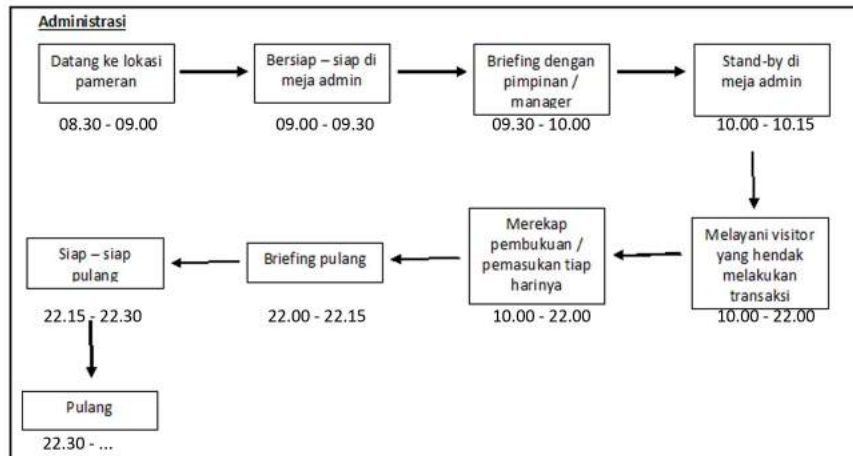 Administrasi
Datang ke lokasi
pameran
08.30 - 09.00
Bersiap – siap di
meja admin
09.00 - 09.30
Briefing dengan
pimpinan /
manager
09.30 - 10.00
Stand-by di
meja admin
10.00 - 10.15
Melayani visitor
yang hendak
melakukan
transaksi
10.00 - 22.00
Merekap
pembukuan /
pemasukan tiap
harinya
10.00 - 22.00
Briefing pulang
22.00 - 22.15
Siap – siap
pulang
22.15 - 22.30
Pulang
22.30 - ...